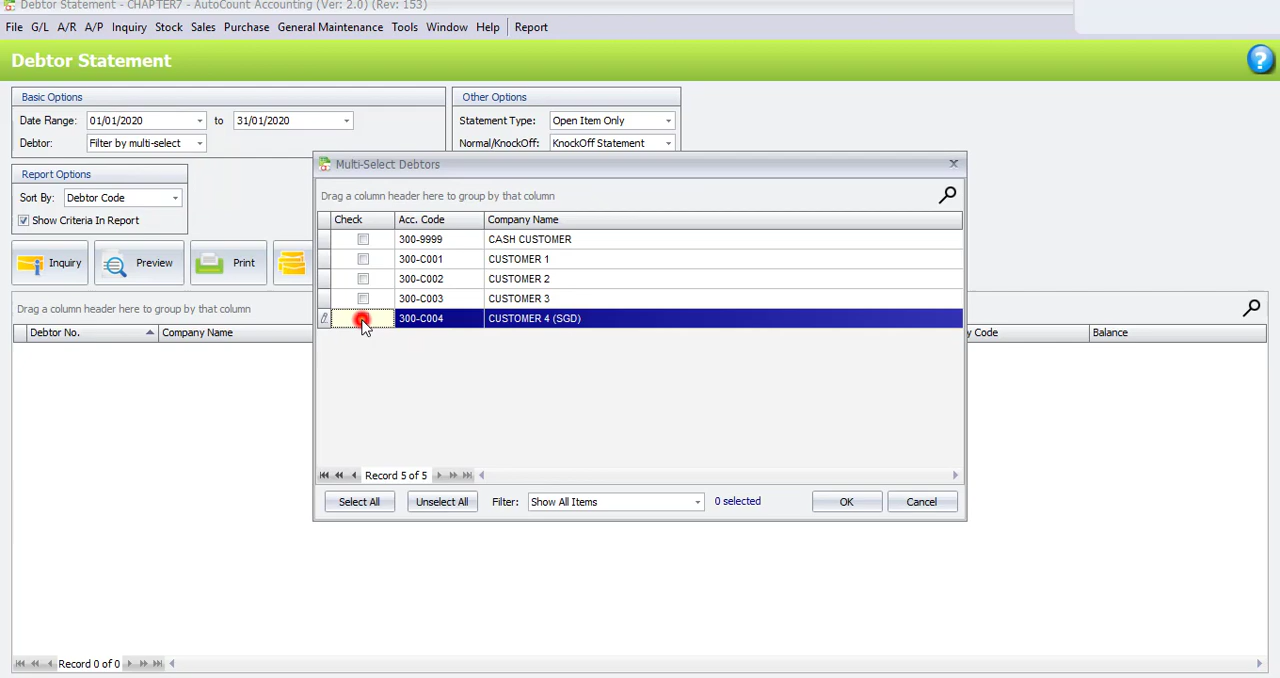 Debtor Statement - CHAPTER7 - AutoCount Accounting (Ver: 2.0) (Rev: 153)
File G/L A/R A/P Inquiry Stock Sales Purchase General Maintenance Tools Window Help Report
Debtor Statement
Basic Options
Date Range: 01/01/2020 to 31/01/2020
Debtor: Filter by multi-select
Other Options
Statement Type: Open Item Only
Normal/KnockOff: KnockOff Statement
Report Options
Sort By: Debtor Code
Show Criteria In Report
Inquiry Preview Print
Drag a column header here to group by that column
Debtor No. Company Name y Code Balance
Multi-Select Debtors
Drag a column header here to group by that column
Check Acc. Code Company Name
300-9999 CASH CUSTOMER
300-C001 CUSTOMER 1
300-C002 CUSTOMER 2
300-C003 CUSTOMER 3
300-C004 CUSTOMER 4 (SGD)
Record 5 of 5
Select All Unselect All Filter: Show All Items 0 selected OK Cancel
Record 0 of 0